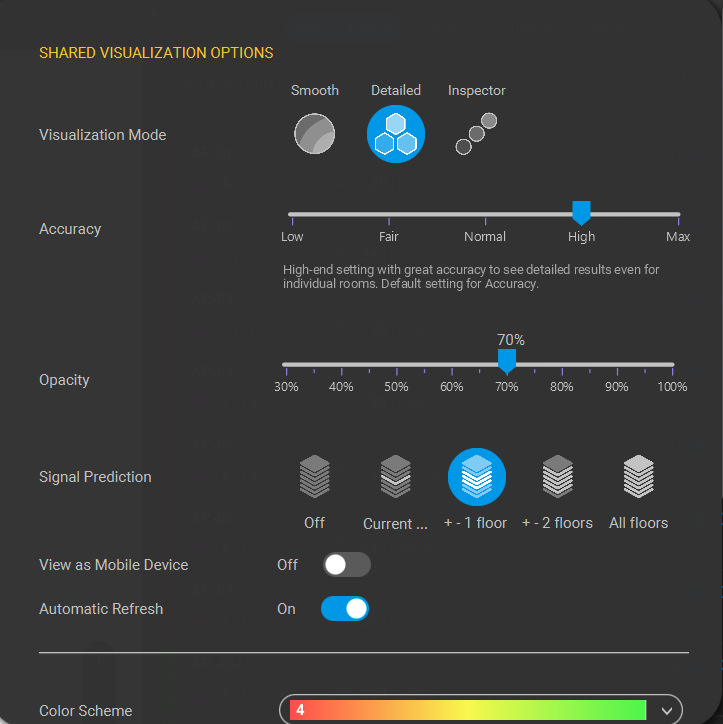 SHARED VISUALIZATION OPTIONS
Smooth Detailed Inspector
Visualization Mode
Accuracy
Low Fair Normal High Max
High-end setting with great accuracy to see detailed results even for
individual rooms. Default setting for Accuracy.
70%
Opacity
30% 40% 50% 60% 70% 80% 90% 100%
Signal Prediction
Off Current ... + - 1 floor + - 2 floors All floors
View as Mobile Device Off
Automatic Refresh On
Color Scheme 4